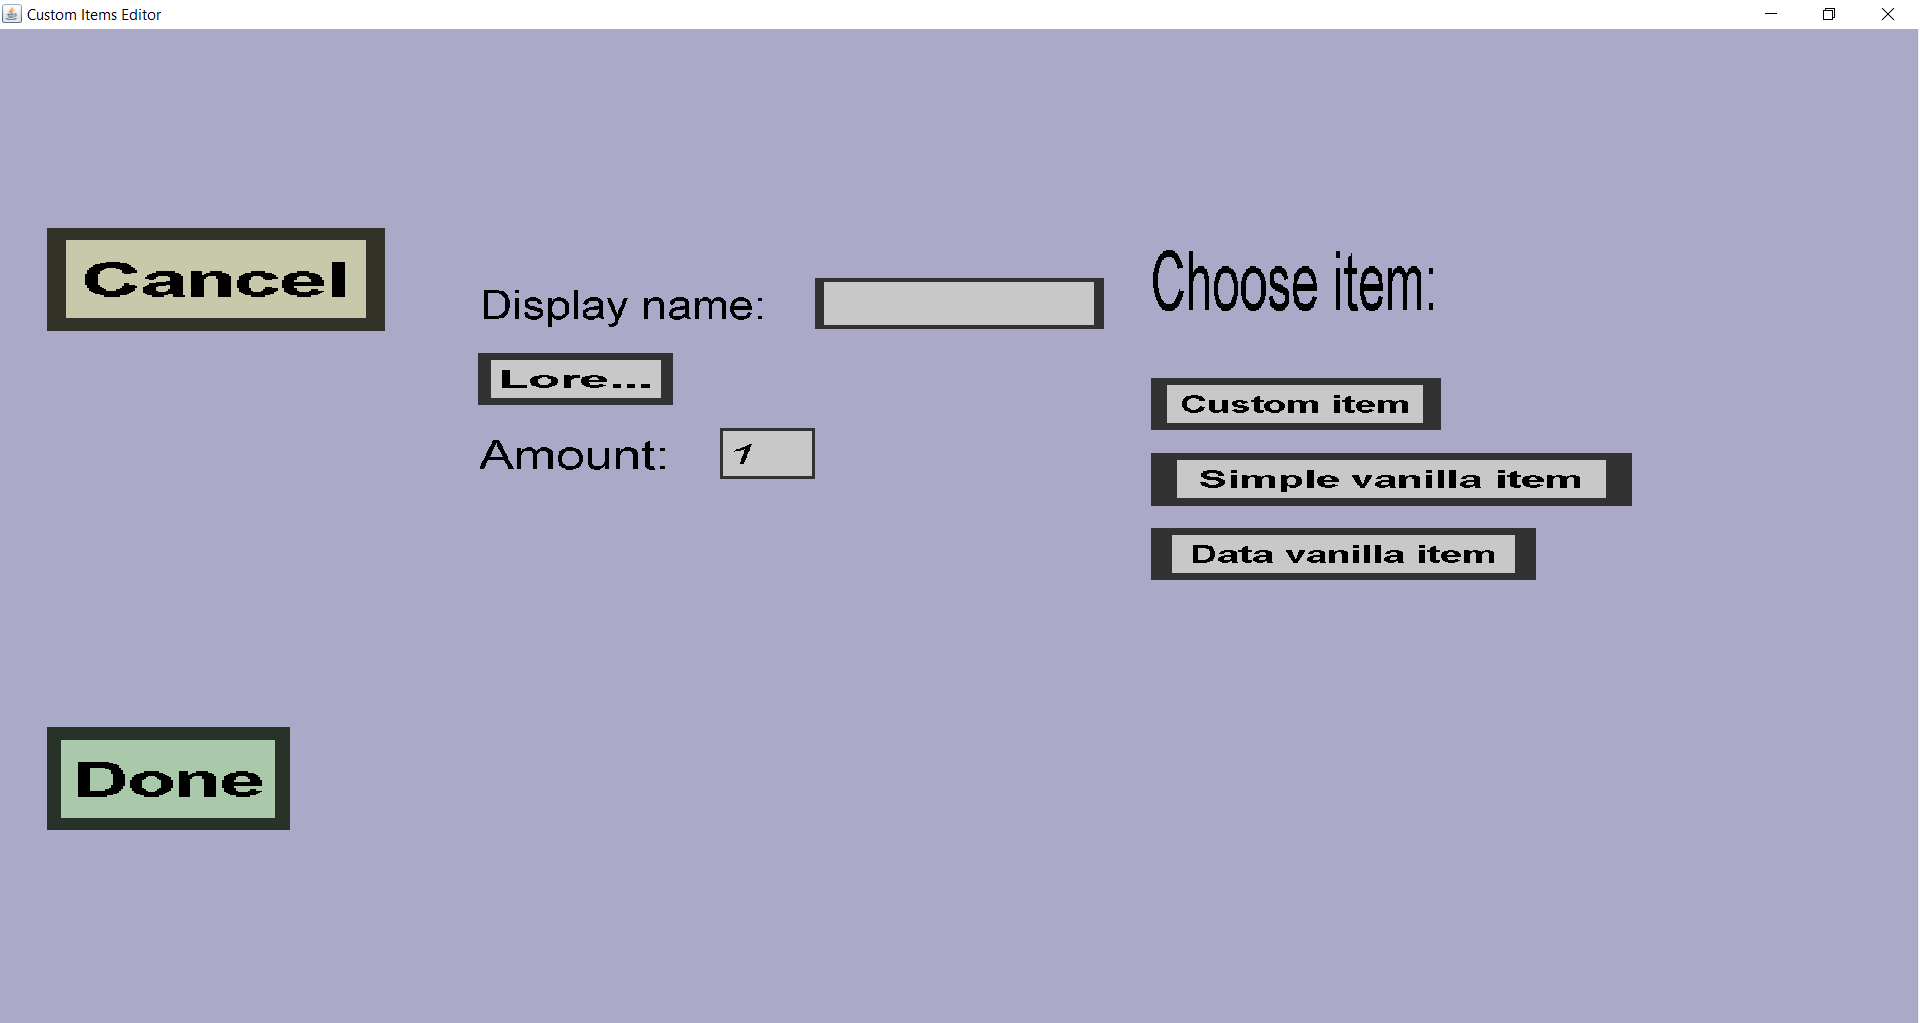 Custom Items Editor
Cancel
Display name:
Lore...
Amount: 1
Choose item:
Custom item
Simple vanilla item
Data vanilla item
Done